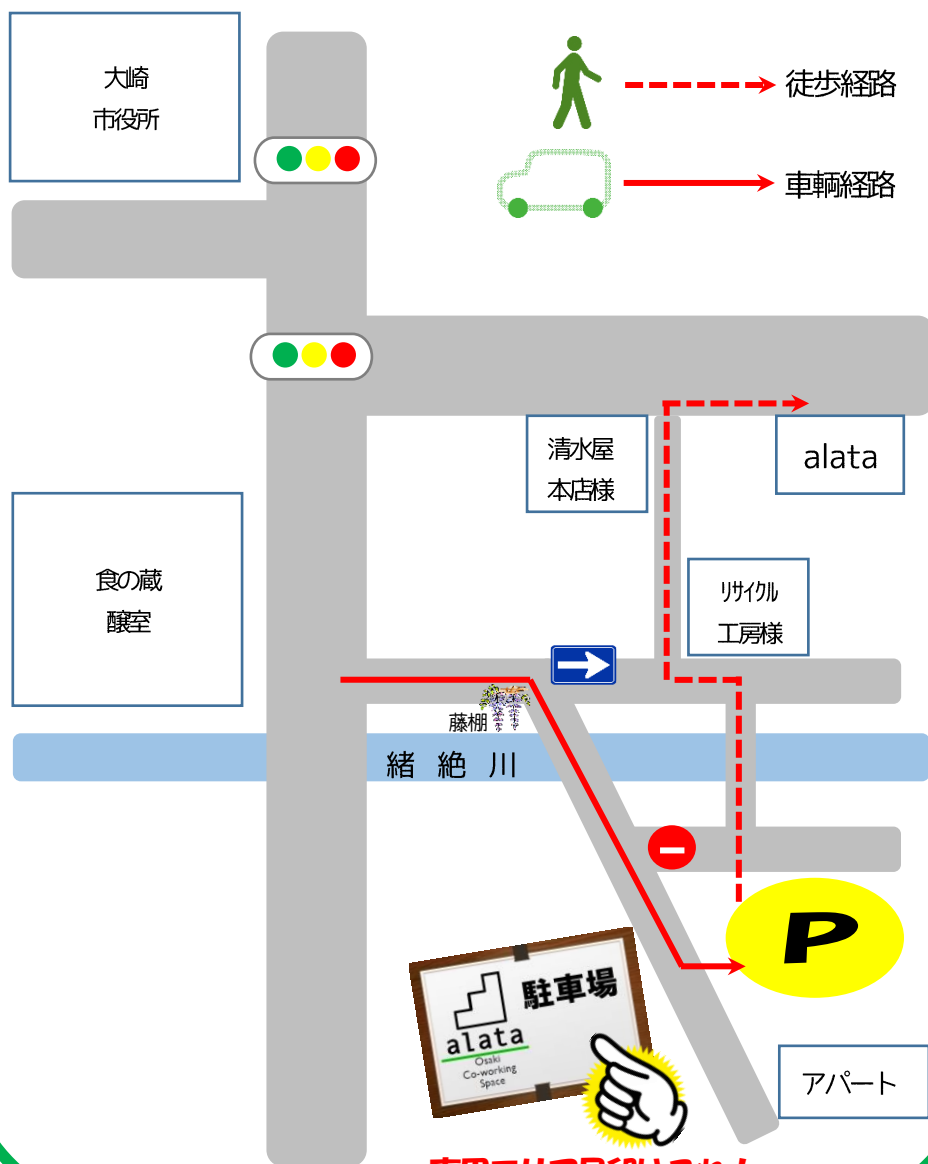 大崎
市役所
徒歩経路
車輌経路
清水屋
本店様
alata
食の蔵
醸室
リサイクル
工房様
藤棚
緒絶川
P
駐車場
alata
Osaki
Co-working
Space
アパート